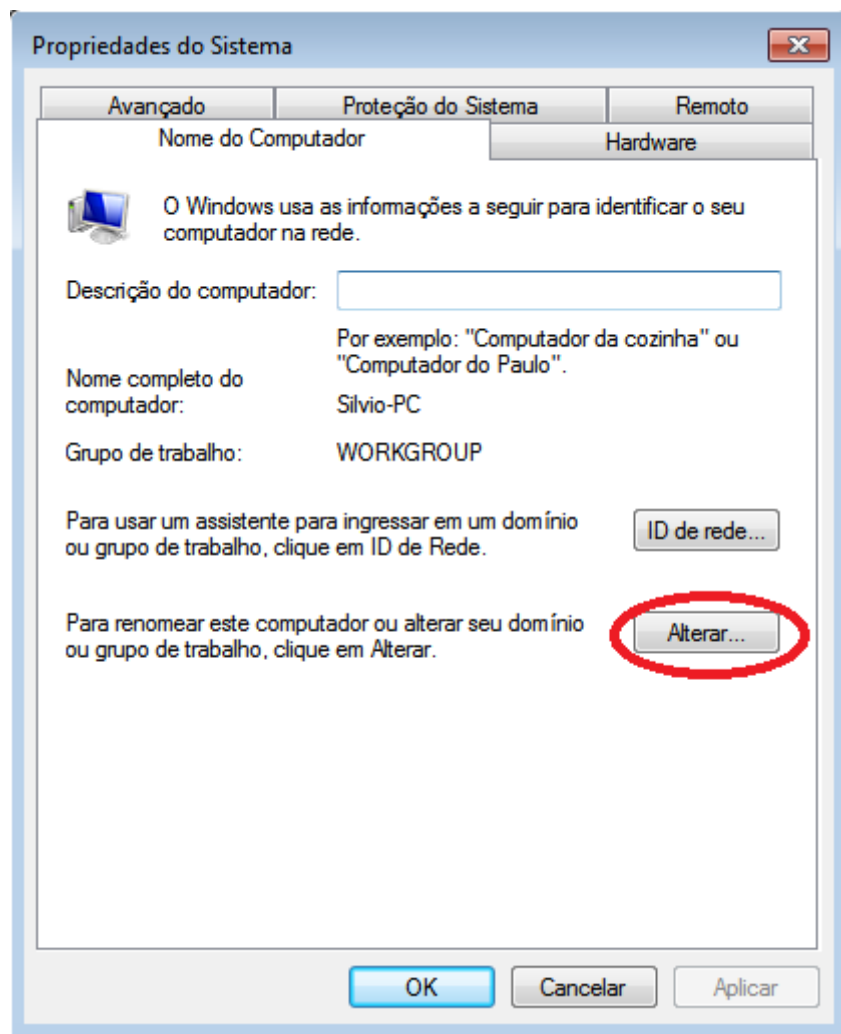 Propriedades do Sistema
Avançado
Proteção do Sistema
Remoto
Nome do Computador
Hardware
O Windows usa as informações a seguir para identificar o seu
computador na rede.
Descrição do computador:
Por exemplo: "Computador da cozinha" ou
"Computador do Paulo".
Nome completo do
computador:
Silvio-PC
Grupo de trabalho:
WORKGROUP
Para usar um assistente para ingressar em um domínio
ou grupo de trabalho, clique em ID de Rede.
ID de rede...
Para renomear este computador ou alterar seu domínio
ou grupo de trabalho, clique em Alterar.
Alterar...
OK
Cancelar
Aplicar